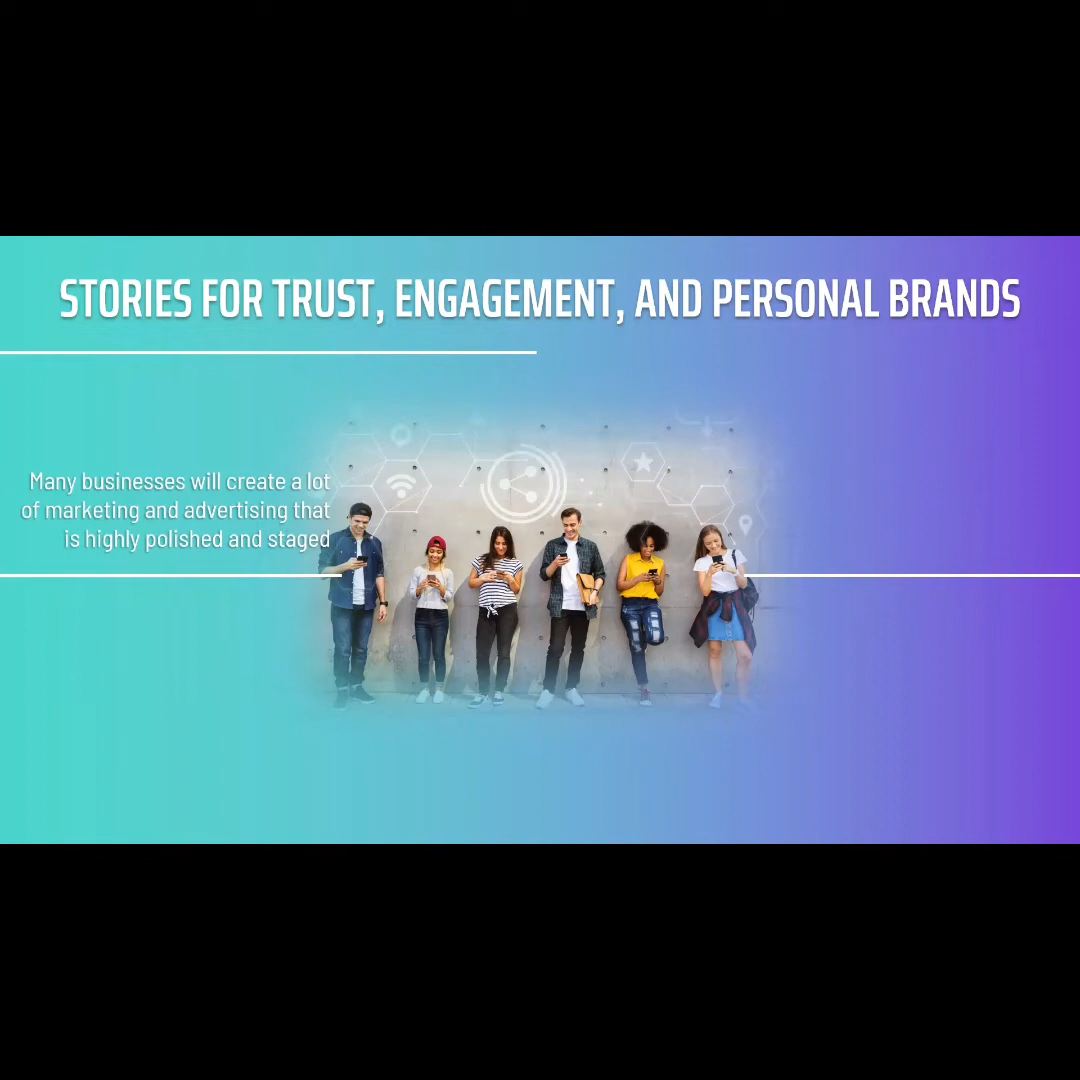 STORIES FOR TRUST, ENGAGEMENT, AND PERSONAL BRANDS
Many businesses will create a lot
of marketing and advertising that
is highly polished and staged